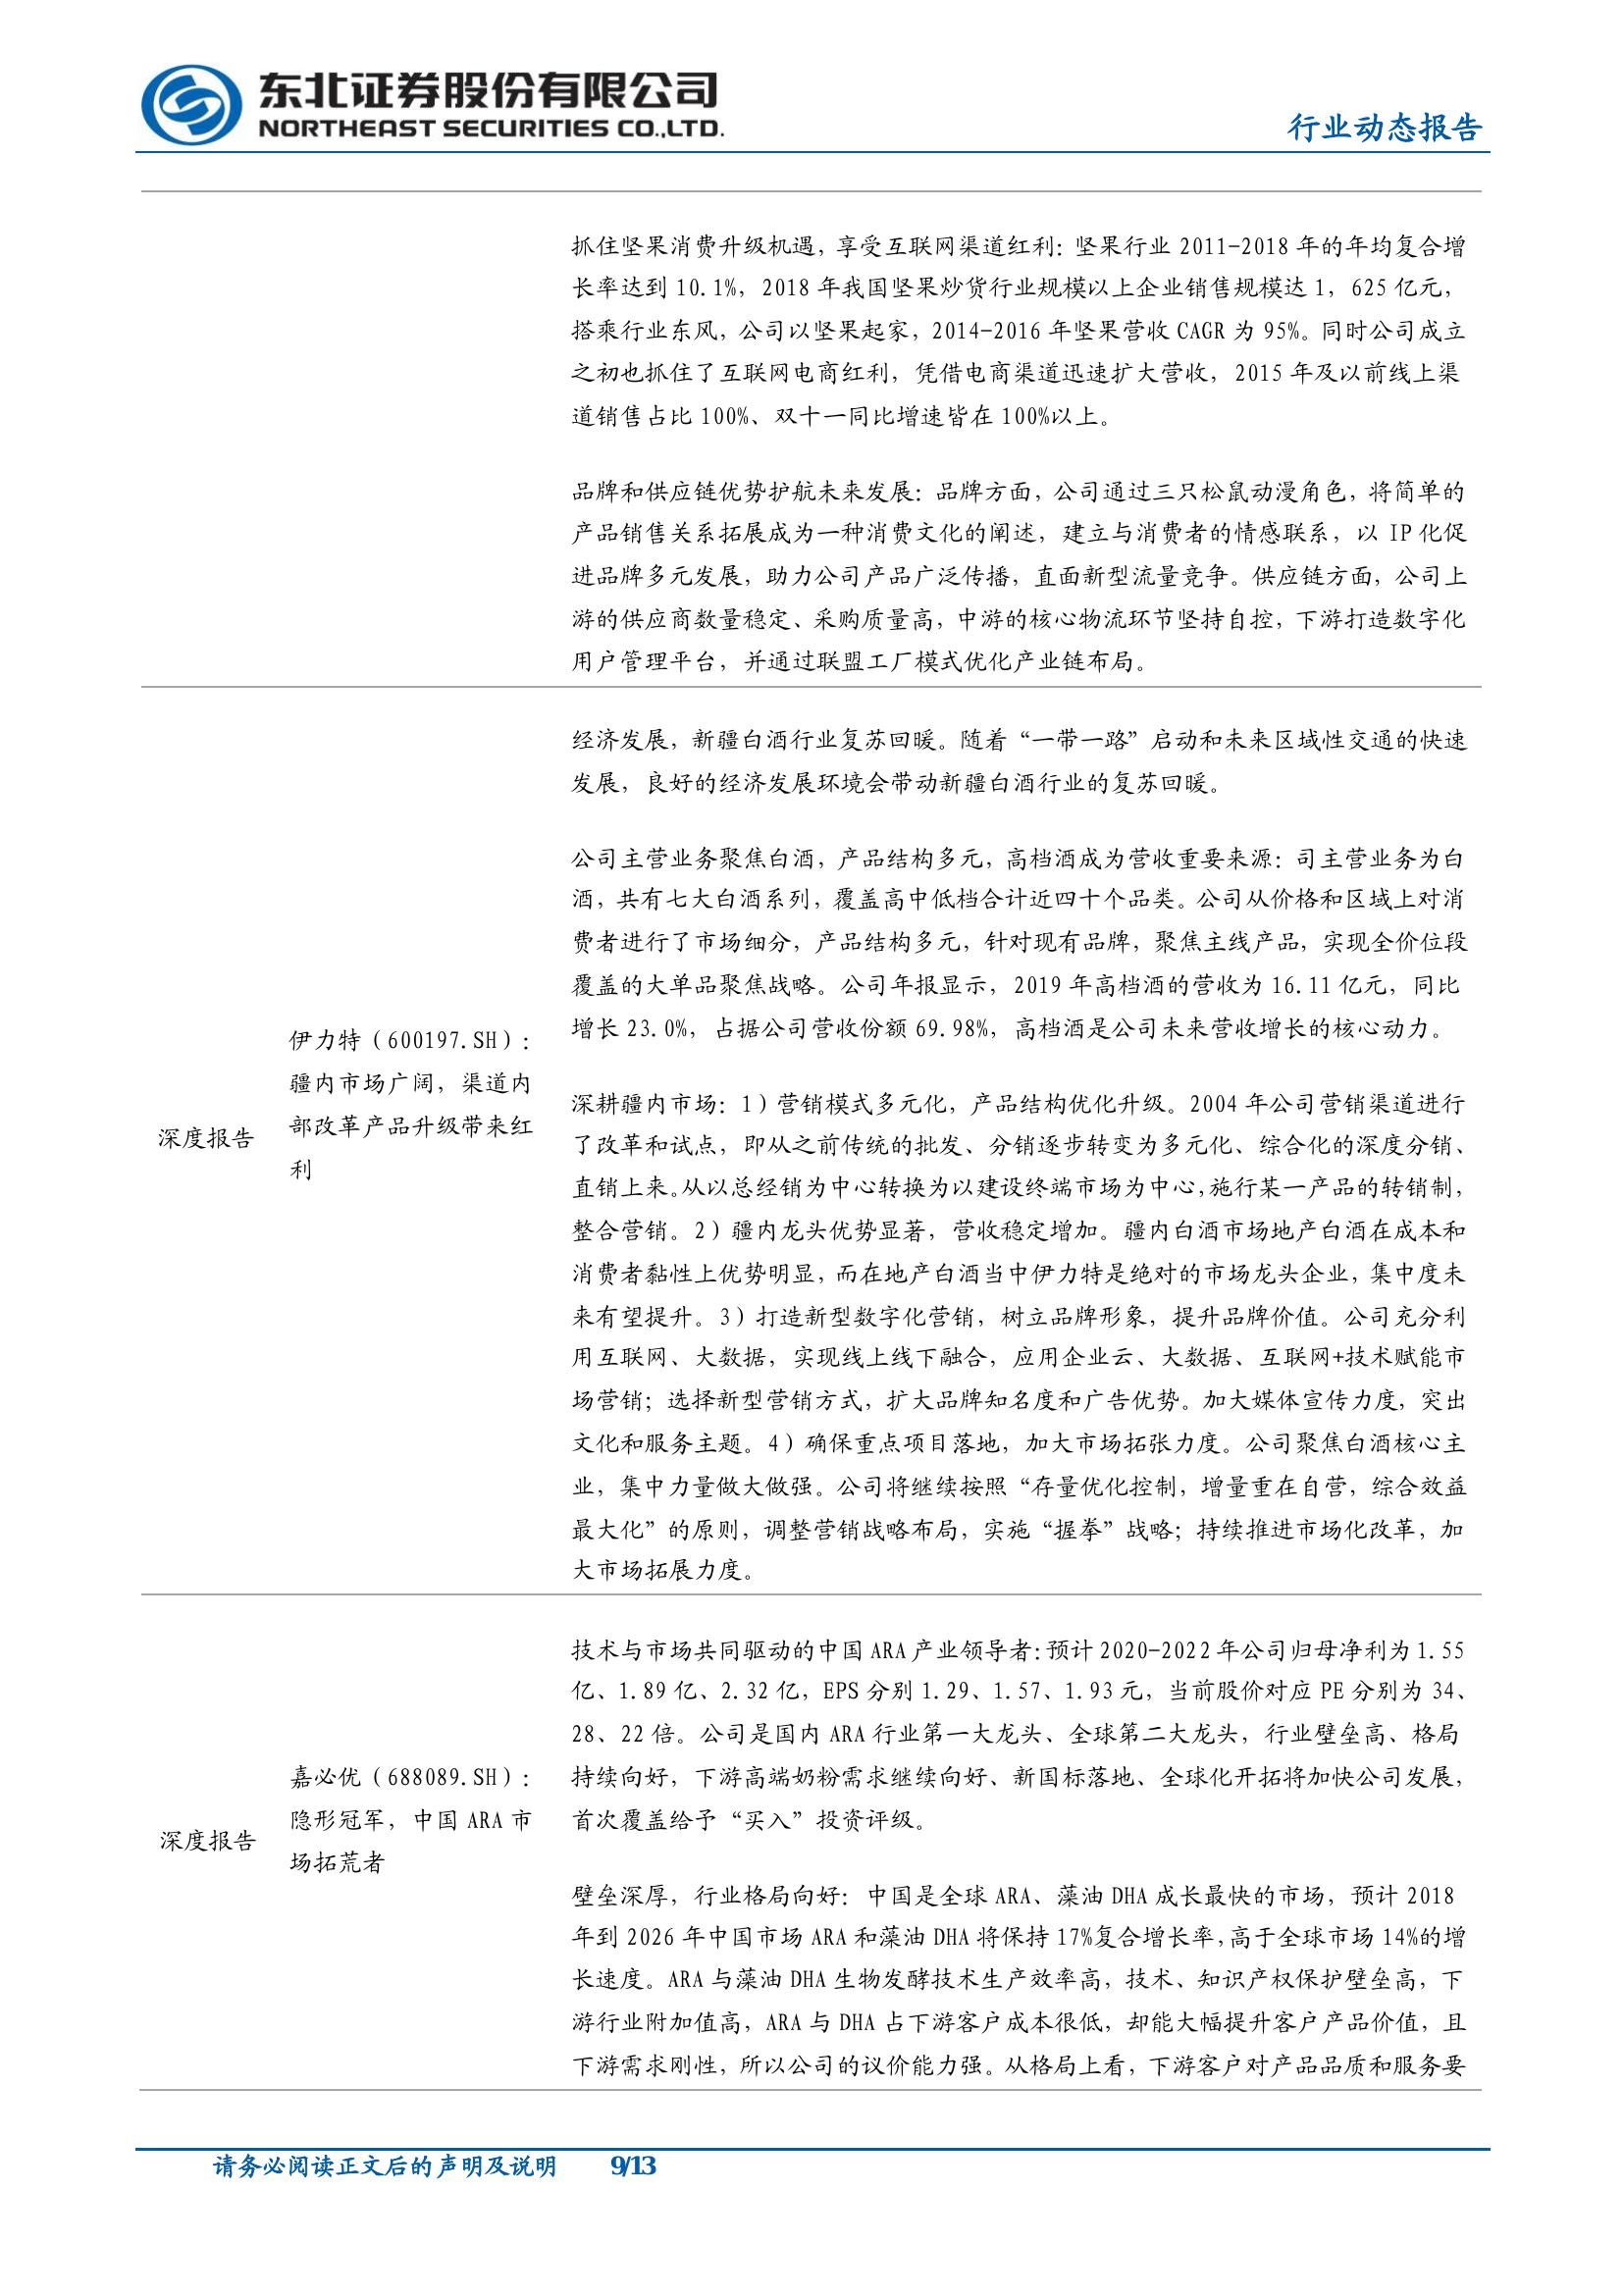 东北证券股份有限公司
NORTHEAST SECURITIES CO.,LTD.
行业动态报告
抓住坚果消费升级机遇，享受互联网渠道红利：坚果行业 2011-2018 年的年均复合增
长率达到 10.1%，2018 年我国坚果炒货行业规模以上企业销售规模达 1，625 亿元，
搭乘行业东风，公司以坚果起家，2014-2016 年坚果营收 CAGR 为 95%。同时公司成立
之初也抓住了互联网电商红利，凭借电商渠道迅速扩大营收，2015 年及以前线上渠
道销售占比 100%、双十一同比增速皆在 100%以上。
品牌和供应链优势护航未来发展：品牌方面，公司通过三只松鼠动漫角色，将简单的
产品销售关系拓展成为一种消费文化的阐述，建立与消费者的情感联系，以 IP 化促
进品牌多元发展，助力公司产品广泛传播，直面新型流量竞争。供应链方面，公司上
游的供应商数量稳定、采购质量高，中游的核心物流环节坚持自控，下游打造数字化
用户管理平台，并通过联盟工厂模式优化产业链布局。
深度报告
伊力特（600197.SH）：
疆内市场广阔，渠道内
部改革产品升级带来红
利
经济发展，新疆白酒行业复苏回暖。随着“一带一路”启动和未来区域性交通的快速
发展，良好的经济发展环境会带动新疆白酒行业的复苏回暖。
公司主营业务聚焦白酒，产品结构多元，高档酒成为营收重要来源：司主营业务为白
酒，共有七大白酒系列，覆盖高中低档合计近四十个品类。公司从价格和区域上对消
费者进行了市场细分，产品结构多元，针对现有品牌，聚焦主线产品，实现全价位段
覆盖的大单品聚焦战略。公司年报显示，2019 年高档酒的营收为 16.11 亿元，同比
增长 23.0%，占据公司营收份额 69.98%，高档酒是公司未来营收增长的核心动力。
深耕疆内市场：1）营销模式多元化，产品结构优化升级。2004 年公司营销渠道进行
了改革和试点，即从之前传统的批发、分销逐步转变为多元化、综合化的深度分销、
直销上来。从以总经销为中心转换为以建设终端市场为中心，施行某一产品的转销制，
整合营销。2）疆内龙头优势显著，营收稳定增加。疆内白酒市场地产白酒在成本和
消费者黏性上优势明显，而在地产白酒当中伊力特是绝对的市场龙头企业，集中度未
来有望提升。3）打造新型数字化营销，树立品牌形象，提升品牌价值。公司充分利
用互联网、大数据，实现线上线下融合，应用企业云、大数据、互联网+技术赋能市
场营销；选择新型营销方式，扩大品牌知名度和广告优势。加大媒体宣传力度，突出
文化和服务主题。4）确保重点项目落地，加大市场拓张力度。公司聚焦白酒核心主
业，集中力量做大做强。公司将继续按照“存量优化控制，增量重在自营，综合效益
最大化”的原则，调整营销战略布局，实施“握拳”战略；持续推进市场化改革，加
大市场拓展力度。
深度报告
嘉必优（688089.SH）：
隐形冠军，中国 ARA 市
场拓荒者
技术与市场共同驱动的中国 ARA 产业领导者：预计 2020-2022 年公司归母净利为 1.55
亿、1.89 亿、2.32 亿，EPS 分别 1.29、1.57、1.93 元，当前股价对应 PE 分别为 34、
28、22 倍。公司是国内 ARA 行业第一大龙头、全球第二大龙头，行业壁垒高、格局
持续向好，下游高端奶粉需求继续向好、新国标落地、全球化开拓将加快公司发展，
首次覆盖给予“买入”投资评级。
壁垒深厚，行业格局向好：中国是全球 ARA、藻油 DHA 成长最快的市场，预计 2018
年到 2026 年中国市场 ARA 和藻油 DHA 将保持 17%复合增长率，高于全球市场 14%的增
长速度。ARA 与藻油 DHA 生物发酵技术生产效率高，技术、知识产权保护壁垒高，下
游行业附加值高，ARA 与 DHA 占下游客户成本很低，却能大幅提升客户产品价值，且
下游需求刚性，所以公司的议价能力强。从格局上看，下游客户对产品品质和服务要
请务必阅读正文后的声明及说明 9/13